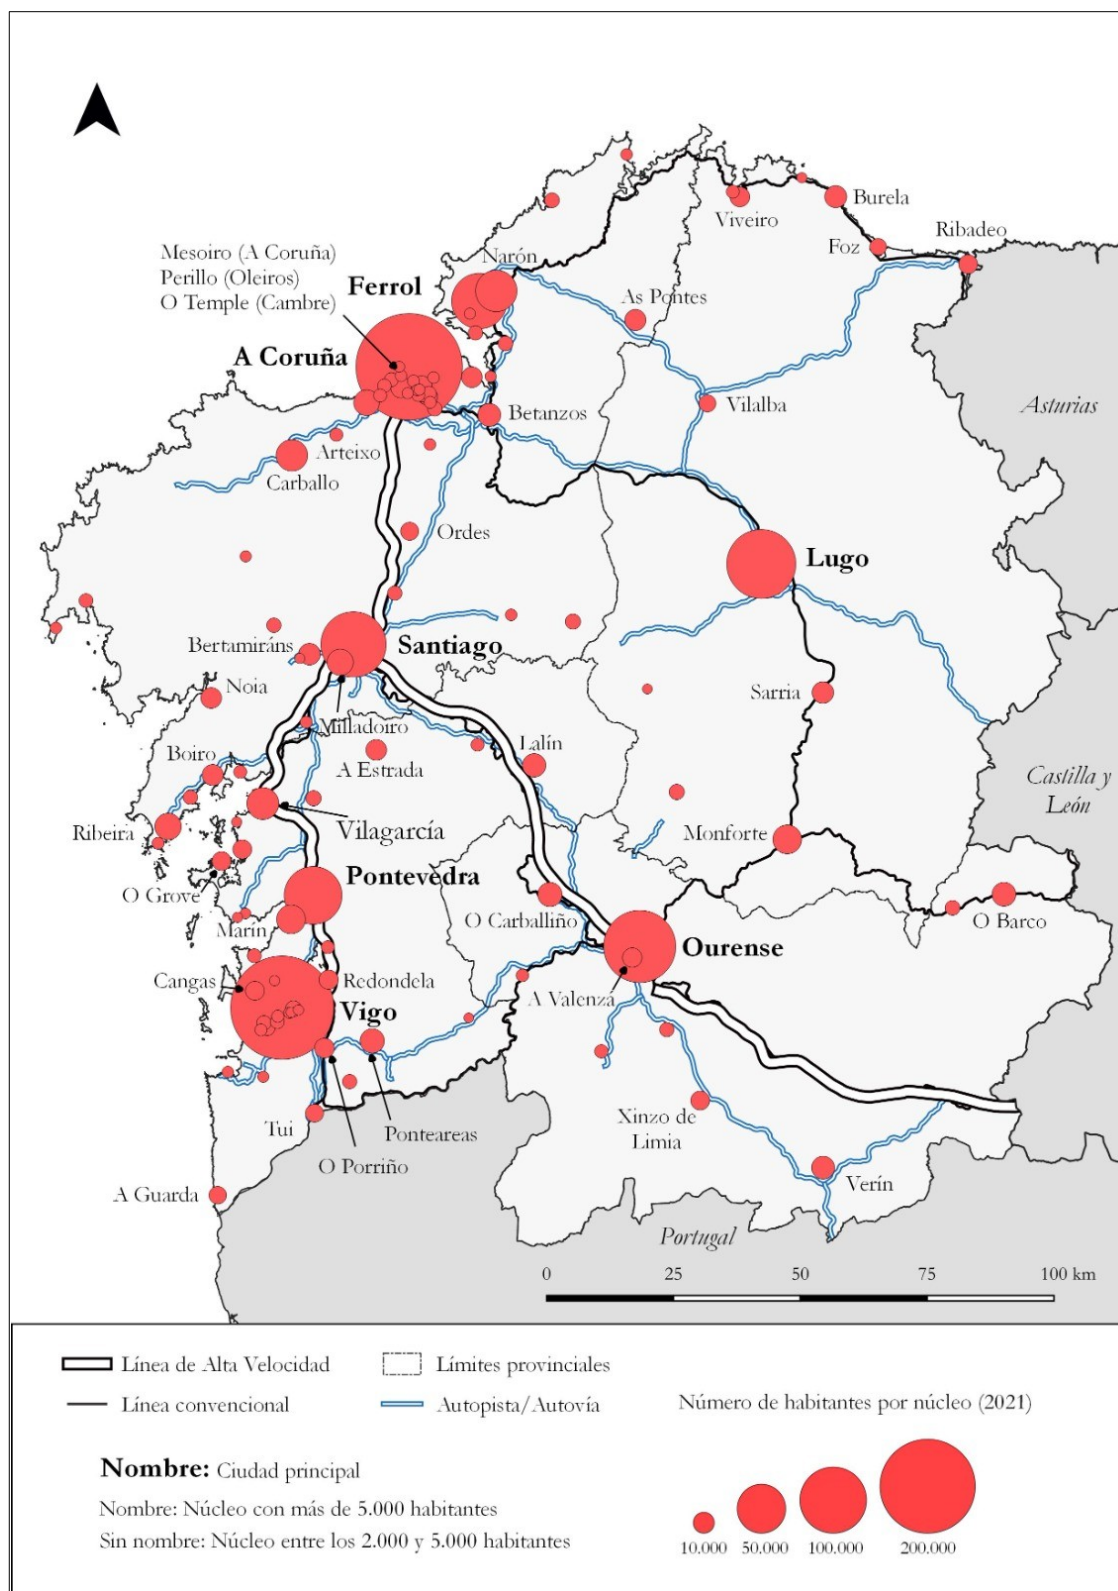 Burela
Viveiro
Ribadeo
Foz
Mesoiro (A Coruña)
Perillo (Oleiros)
O Temple (Cambre)
Narón
Ferrol
As Pontes
A Coruña
Betanzos
Vilalba
Asturias
Arteixo
Carballo
Ordes
Lugo
Santiago
Bertamiráns
Noia
Sarria
Milladoiro
Lalín
A Estrada
Boiro
Castilla y
León
Ribeira
Vilagarcía
Monforte
O Grove
Pontevedra
O Carballiño
O Barco
Marín
Ourense
Cangas
Redondela
A Valenzá
Vigo
Xinzo de
Limia
Tui
Ponteareas
O Porriño
Verín
A Guarda
Portugal
0 25 50 75 100 km
Línea de Alta Velocidad
Límites provinciales
Línea convencional
Autopista/Autovía
Número de habitantes por núcleo (2021)
Nombre: Ciudad principal
Nombre: Núcleo con más de 5.000 habitantes
Sin nombre: Núcleo entre los 2.000 y 5.000 habitantes
10.000 50.000 100.000 200.000